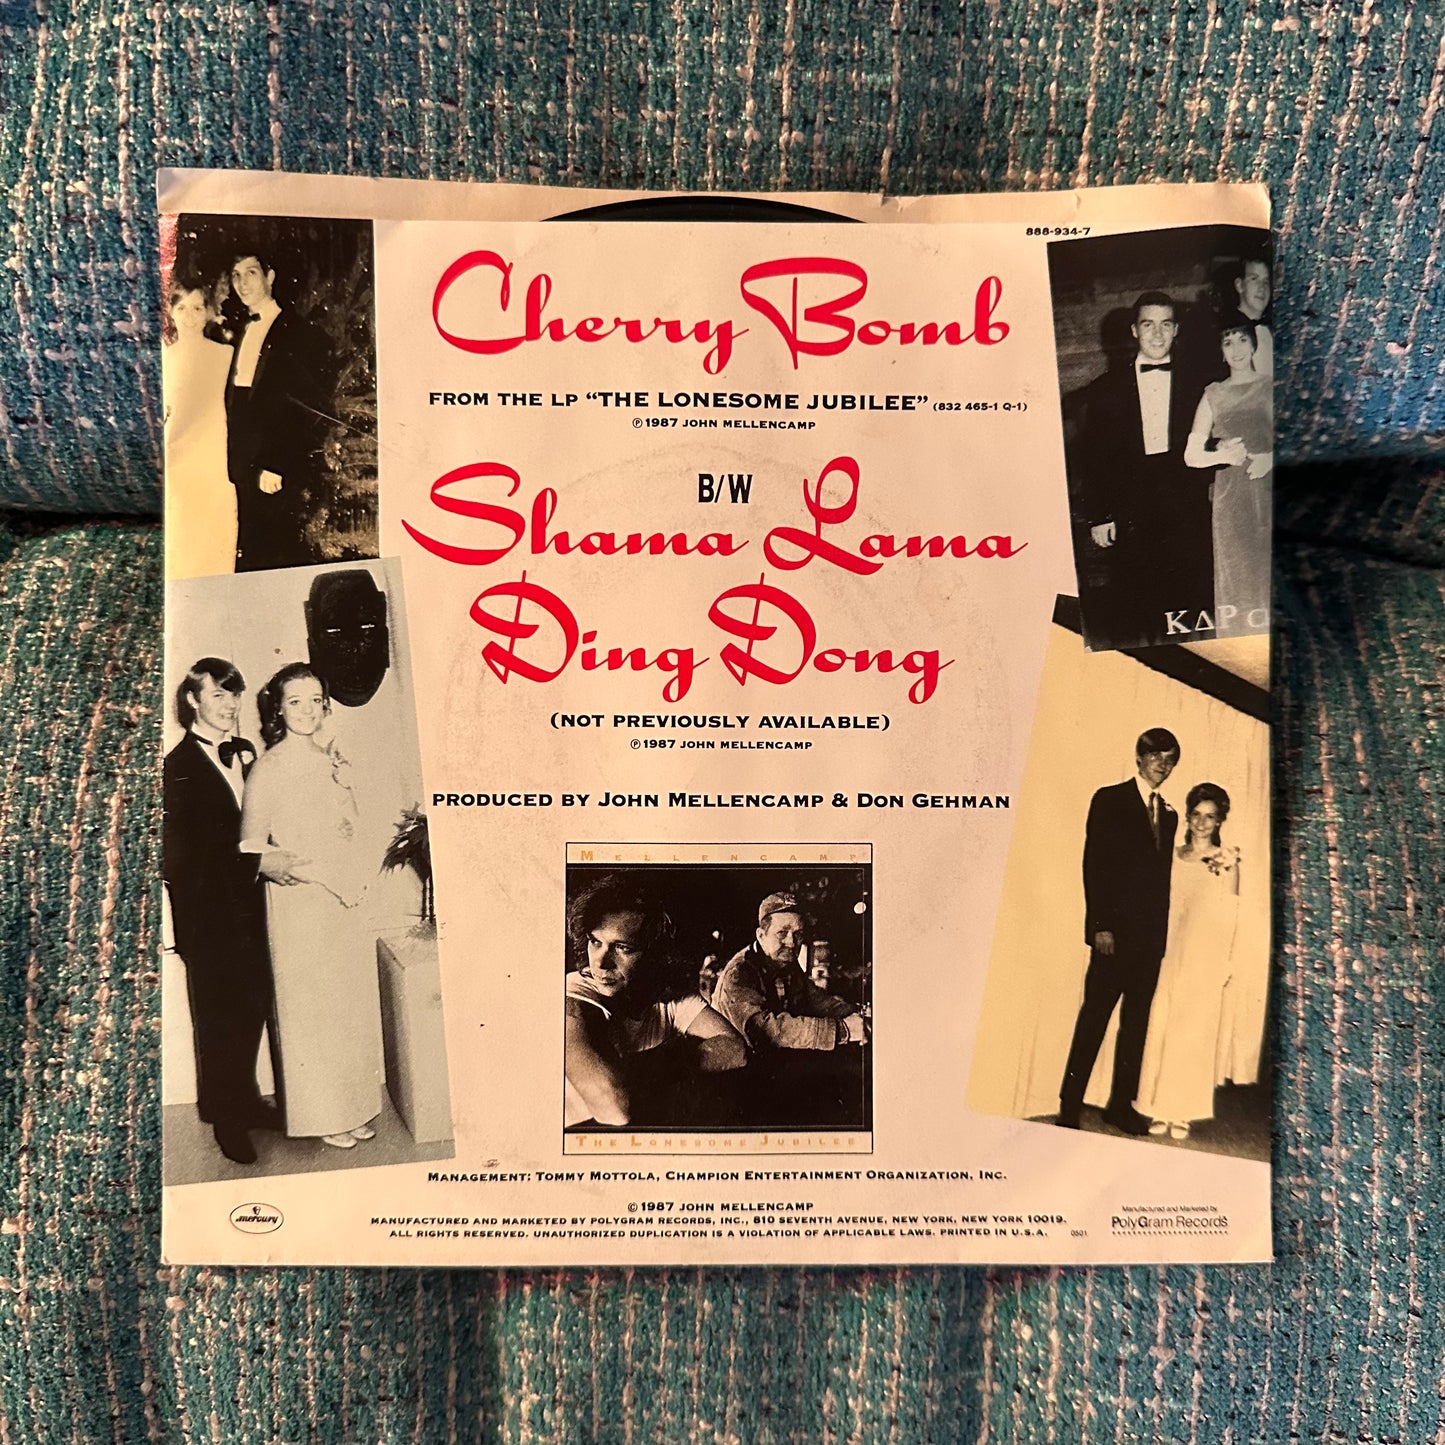 888-934-7
Cherry Bomb
FROM THE LP “THE LONESOME JUBILEE” (832 465-1 Q-1)
℗ 1987 JOHN MELLENCAMP
B/W
Shama Lama
Ding Dong
(NOT PREVIOUSLY AVAILABLE)
℗ 1987 JOHN MELLENCAMP
PRODUCED BY JOHN MELLENCAMP & DON GEHMAN
ΚΔΡ
MELLENCAMP
THE LONESOME JUBILEE
MANAGEMENT: TOMMY MOTTOLA, CHAMPION ENTERTAINMENT ORGANIZATION, INC.
© 1987 JOHN MELLENCAMP
MANUFACTURED AND MARKETED BY POLYGRAM RECORDS, INC., 810 SEVENTH AVENUE, NEW YORK, NEW YORK 10019.
ALL RIGHTS RESERVED. UNAUTHORIZED DUPLICATION IS A VIOLATION OF APPLICABLE LAWS. PRINTED IN U.S.A. 0501
mercury
Manufactured and Marketed by
PolyGram Records